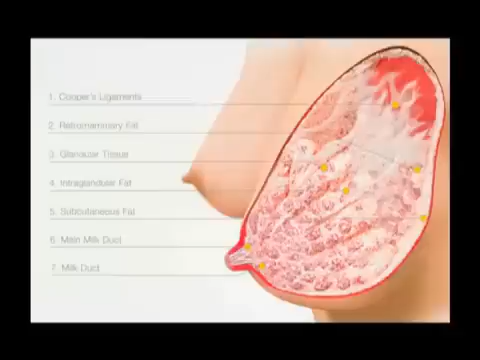 1. Cooper's Ligaments
2. Retromammary Fat
3. Glandular Tissue
4. Intraglandular Fat
5. Subcutaneous Fat
6. Main Milk Duct
7. Milk Duct